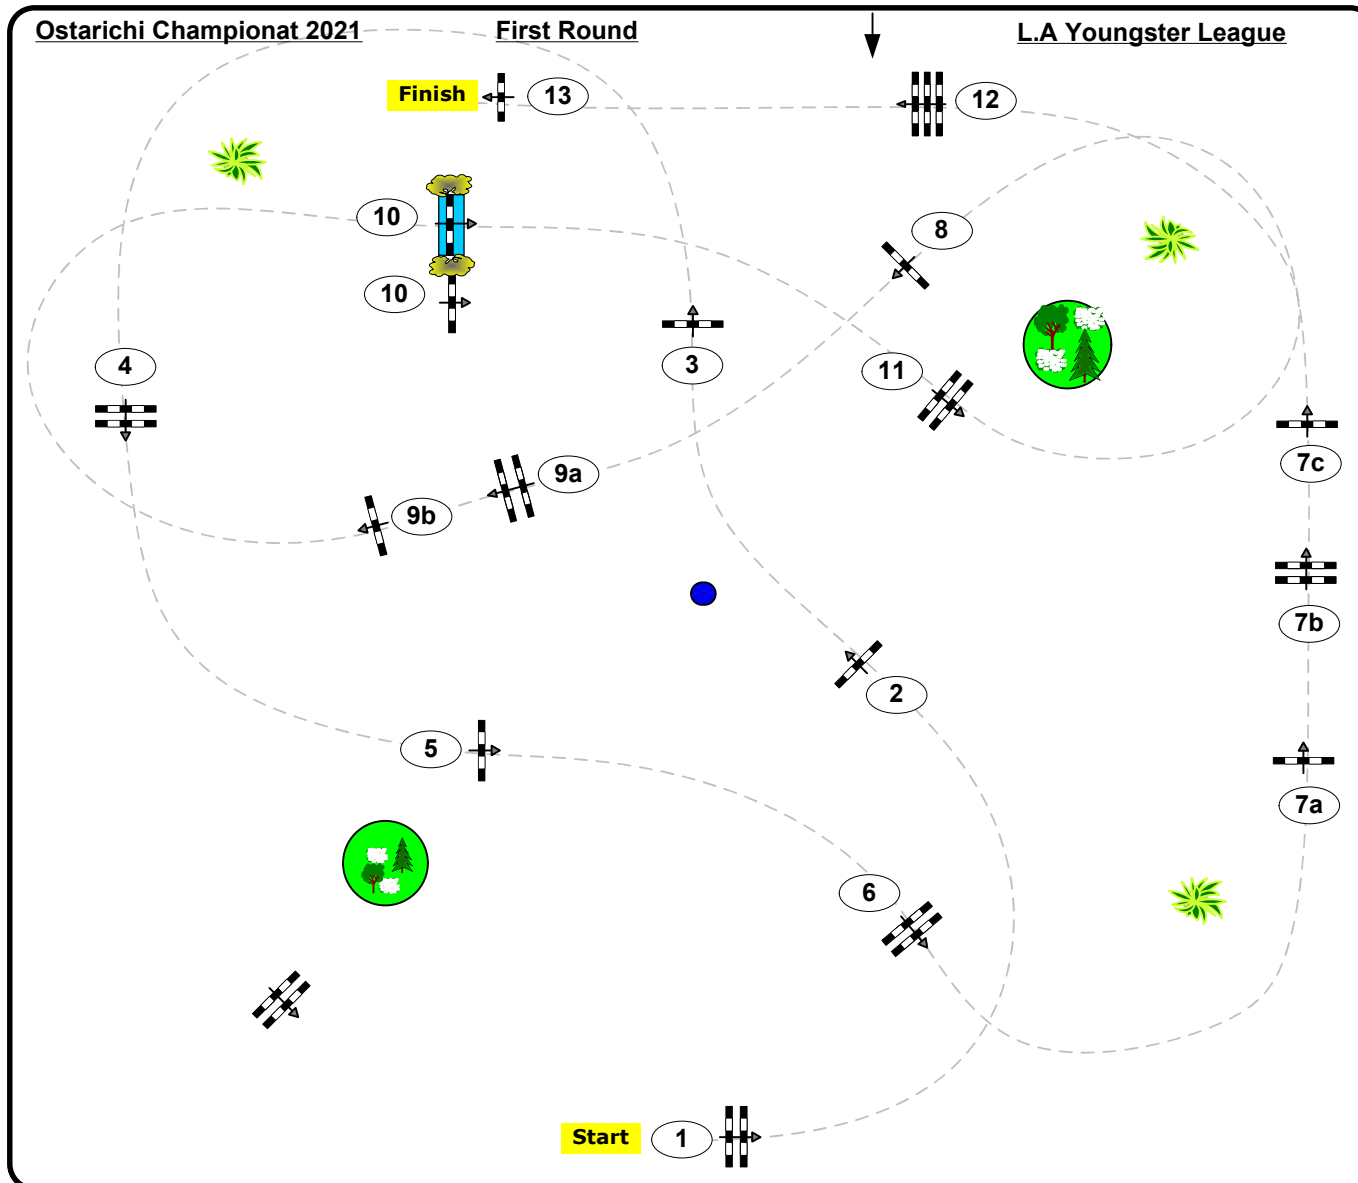 Ostarichi Championat 2021 First Round L.A Youngster League
Finish 13 12
10 8
10
4 3 11
7c
9a
9b
7b
2
5
7a
6
Start 1